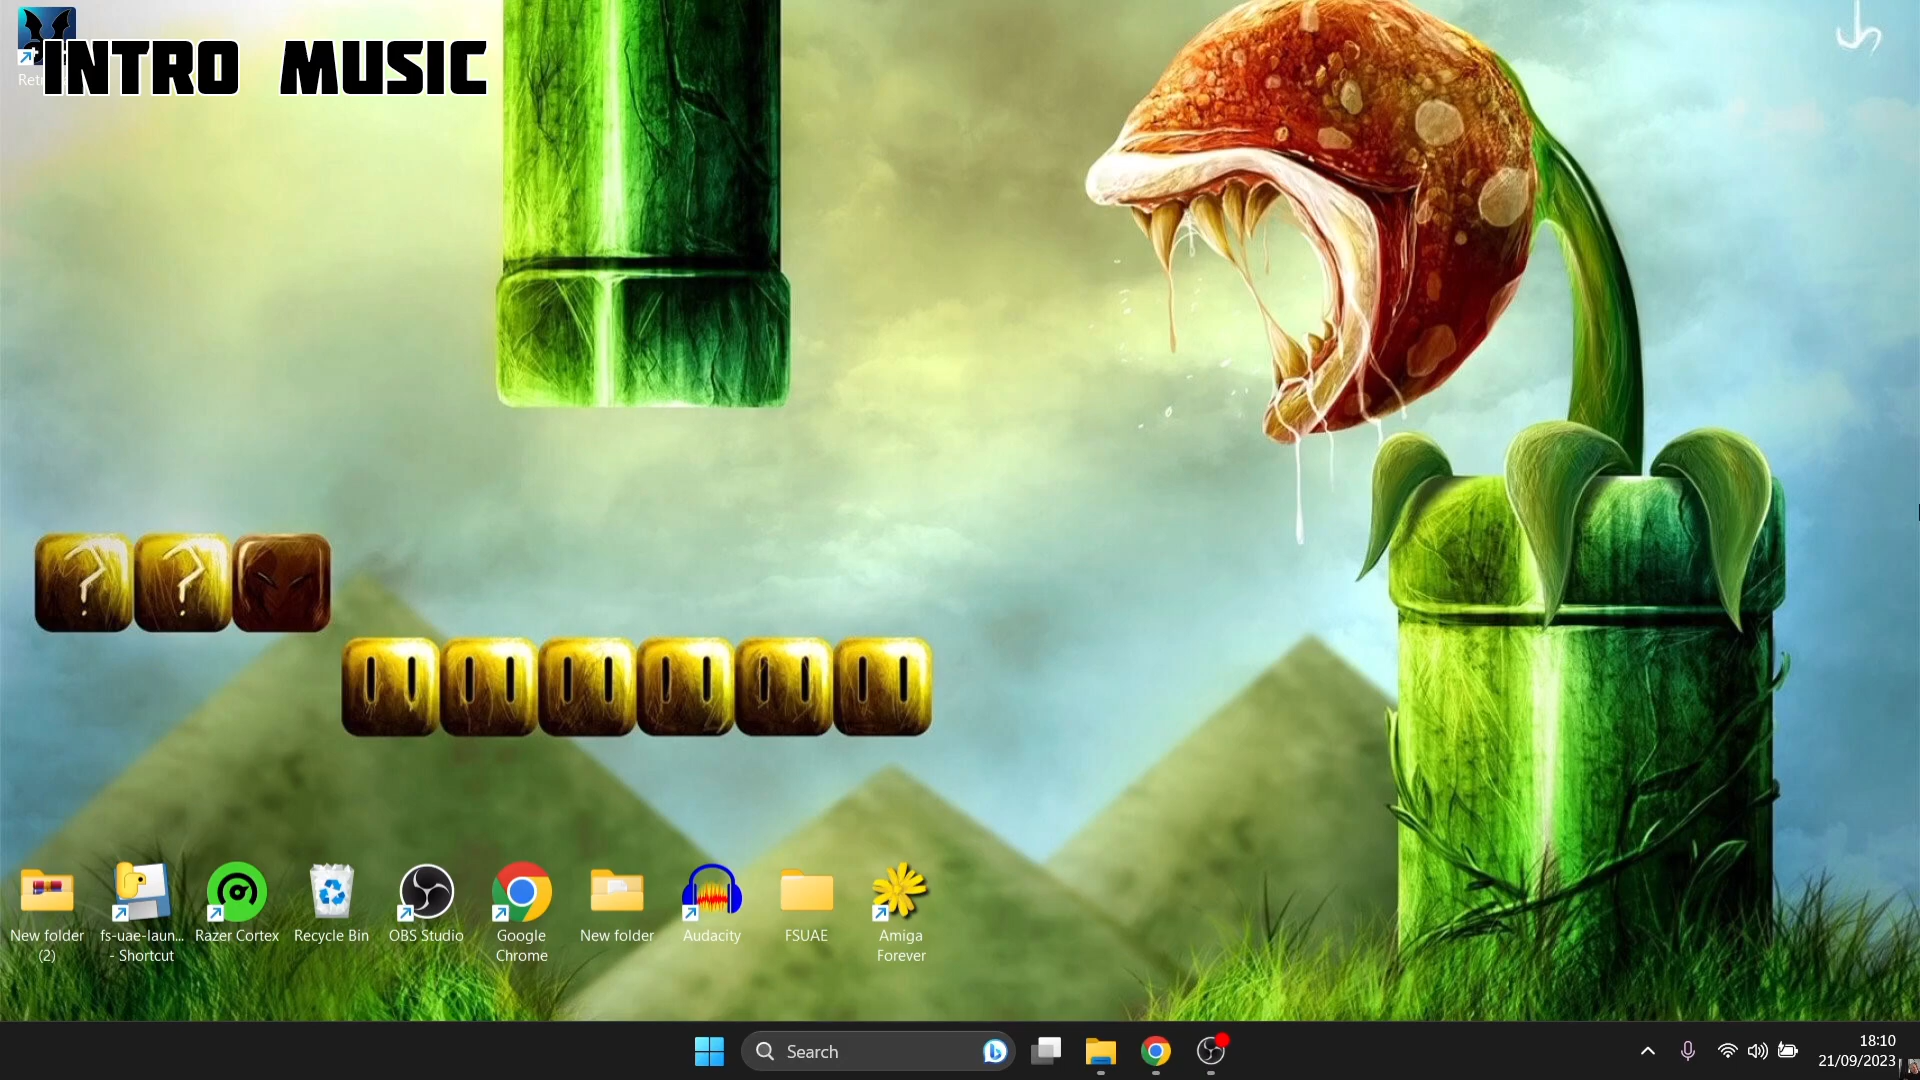 INTRO MUSIC
Retr
? ?
New folder
(2)
fs-uae-laun...
- Shortcut
Razer Cortex
Recycle Bin
OBS Studio
Google
Chrome
New folder
Audacity
FSUAE
Amiga
Forever
Search
18:10
21/09/2023